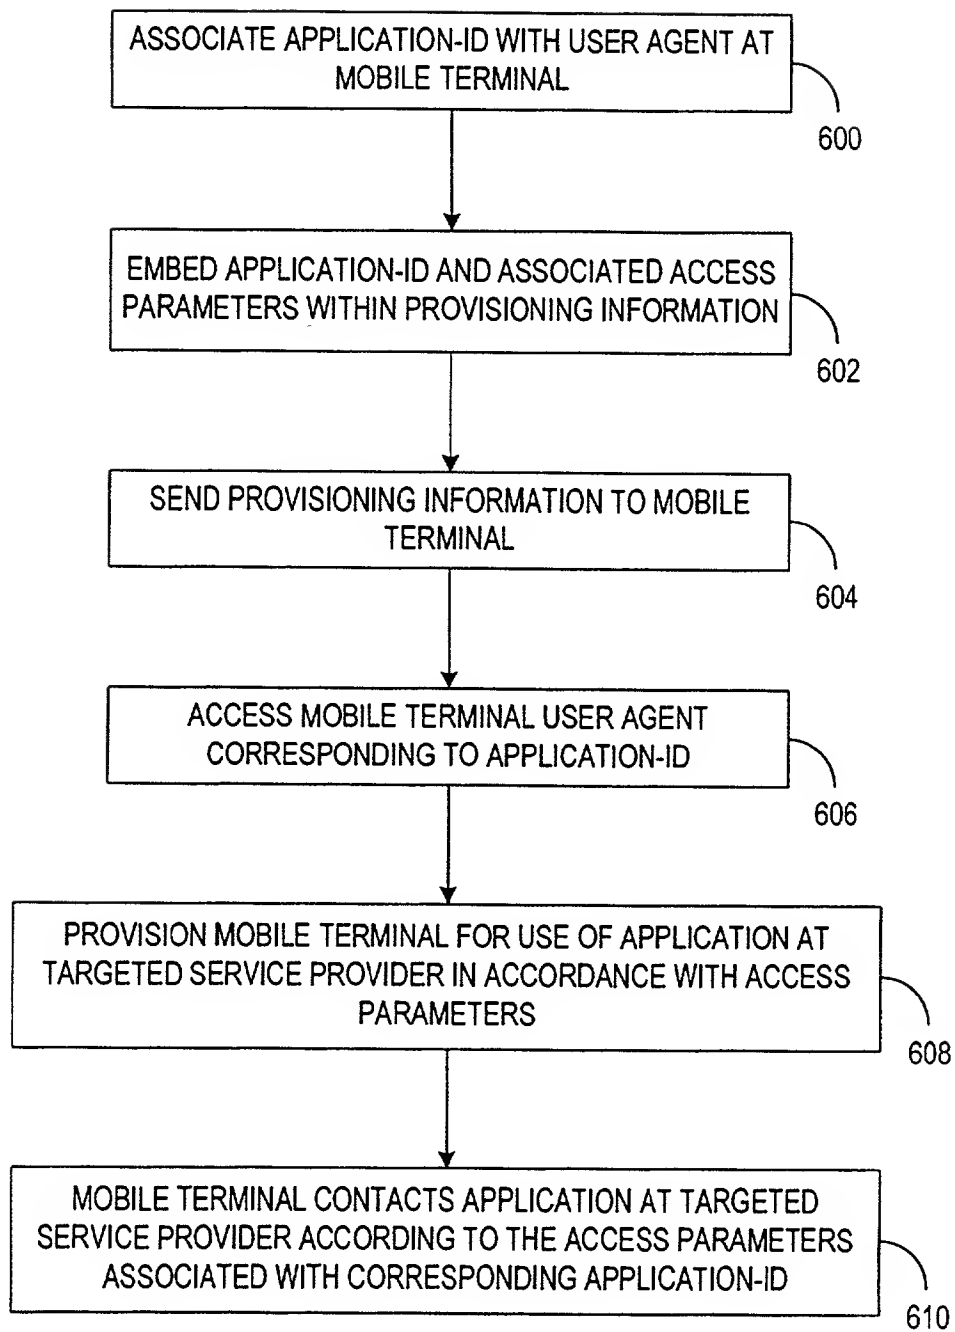 ASSOCIATE APPLICATION-ID WITH USER AGENT AT
MOBILE TERMINAL
600
EMBED APPLICATION-ID AND ASSOCIATED ACCESS
PARAMETERS WITHIN PROVISIONING INFORMATION
602
SEND PROVISIONING INFORMATION TO MOBILE
TERMINAL
604
ACCESS MOBILE TERMINAL USER AGENT
CORRESPONDING TO APPLICATION-ID
606
PROVISION MOBILE TERMINAL FOR USE OF APPLICATION AT
TARGETED SERVICE PROVIDER IN ACCORDANCE WITH ACCESS
PARAMETERS
608
MOBILE TERMINAL CONTACTS APPLICATION AT TARGETED
SERVICE PROVIDER ACCORDING TO THE ACCESS PARAMETERS
ASSOCIATED WITH CORRESPONDING APPLICATION-ID
610